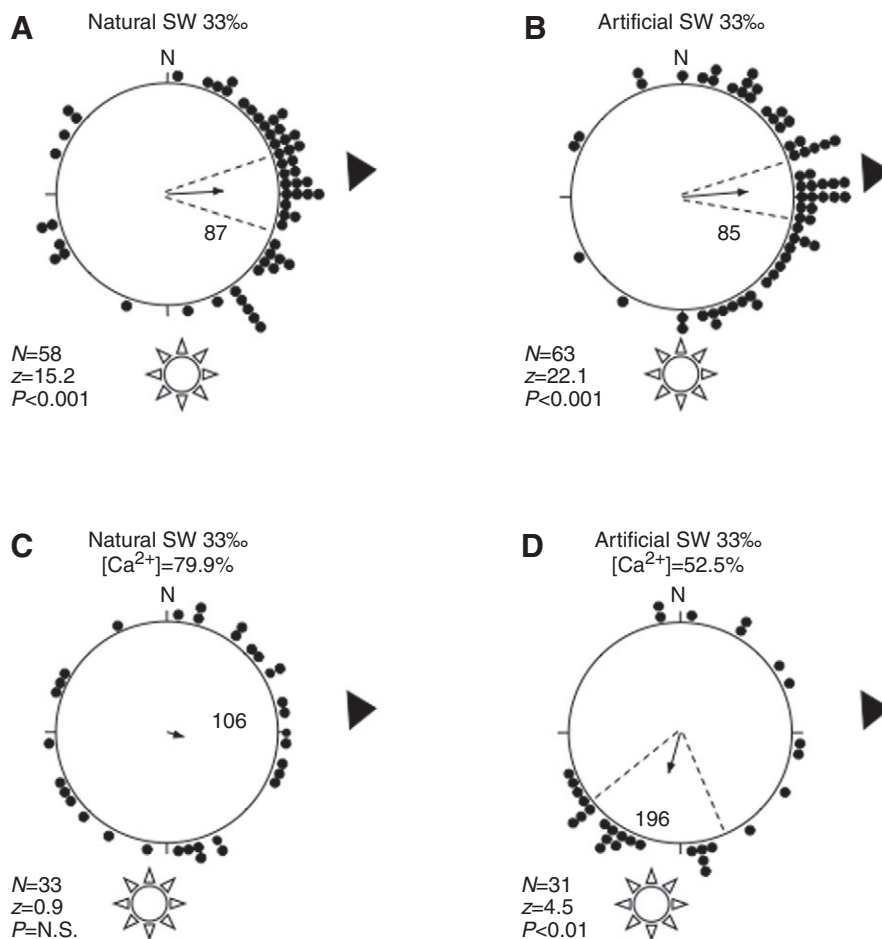 A
Natural SW 33‰
N
87
N=58
z=15.2
P<0.001
B
Artificial SW 33‰
N
85
N=63
z=22.1
P<0.001
C
Natural SW 33‰
[Ca²⁺]=79.9%
N
106
N=33
z=0.9
P=N.S.
D
Artificial SW 33‰
[Ca²⁺]=52.5%
N
196
N=31
z=4.5
P<0.01